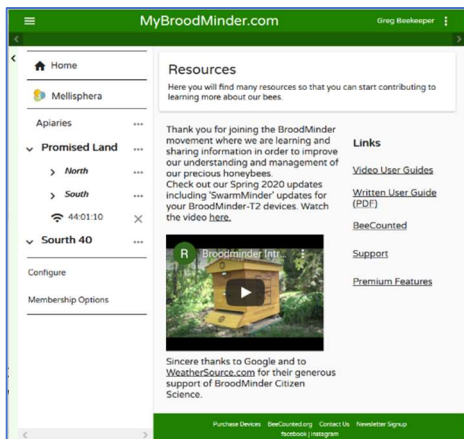 MyBroodMinder.com
Greg Beekeeper
Home
Mellisphera
Apiaries
Promised Land
North
South
44:01:10
Sourth 40
Configure
Membership Options
Resources
Here you will find many resources so that you can start contributing to
learning more about our bees.
Thank you for joining the BroodMinder
movement where we are learning and
sharing information in order to improve
our understanding and management of
our precious honeybees.
Check out our Spring 2020 updates
including 'SwarmMinder' updates for
your BroodMinder-T2 devices. Watch
the video here.
R Broodminder Intr...
Sincere thanks to Google and to
WeatherSource.com for their generous
support of BroodMinder Citizen
Science.
Links
Video User Guides
Written User Guide
(PDF)
BeeCounted
Support
Premium Features
Purchase Devices BeeCounted.org Contact Us Newsletter Signup
facebook | instagram